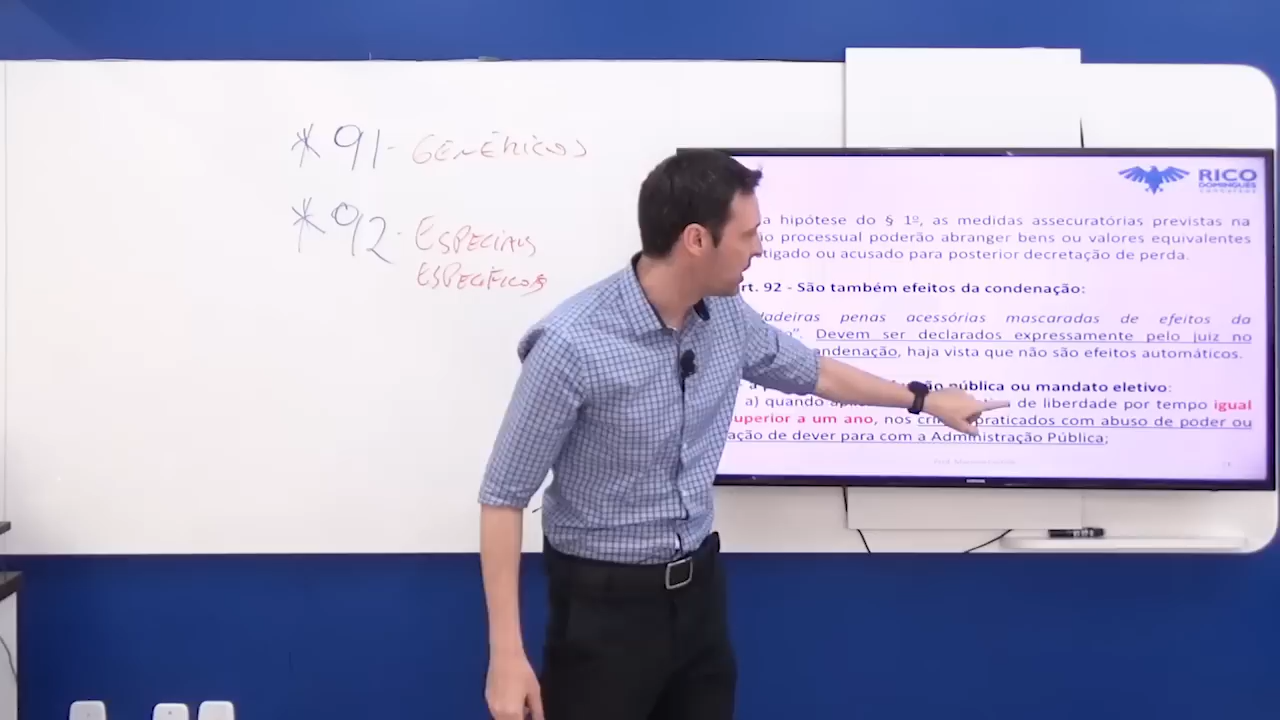 * 91 - GENÉRICOS
* 92 - ESPECIAIS
ESPECÍFICOS
RICO
DOMINGUES
CONCURSOS
a hipótese do § 1º, as medidas assecuratórias previstas na
processual poderão abranger bens ou valores equivalentes
tigado ou acusado para posterior decretação de perda.
rt. 92 - São também efeitos da condenação:
dadeiras penas acessórias mascaradas de efeitos da
Devem ser declarados expressamente pelo juiz no
ondenação, haja vista que não são efeitos automáticos.
a p ão pública ou mandato eletivo:
a) quando de liberdade por tempo igual
uperior a um ano, nos praticados com abuso de poder ou
ação de dever para com a Administração Pública;